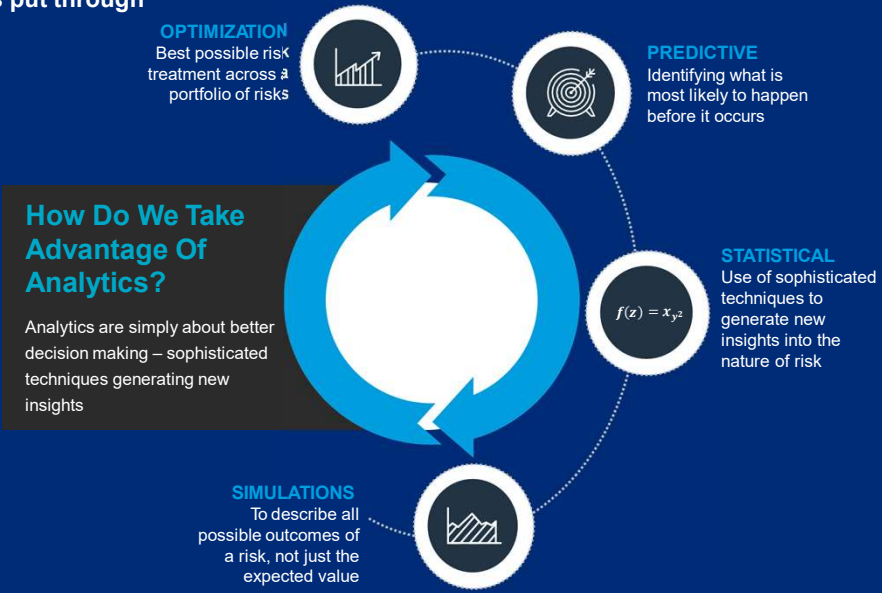 put through
OPTIMIZATION
Best possible risk
treatment across a
portfolio of risks
PREDICTIVE
Identifying what is
most likely to happen
before it occurs
How Do We Take
Advantage Of
Analytics?
Analytics are simply about better
decision making – sophisticated
techniques generating new
insights
STATISTICAL
Use of sophisticated
techniques to
generate new
insights into the
nature of risk
f(z) = x_{y²}
SIMULATIONS
To describe all
possible outcomes of
a risk, not just the
expected value